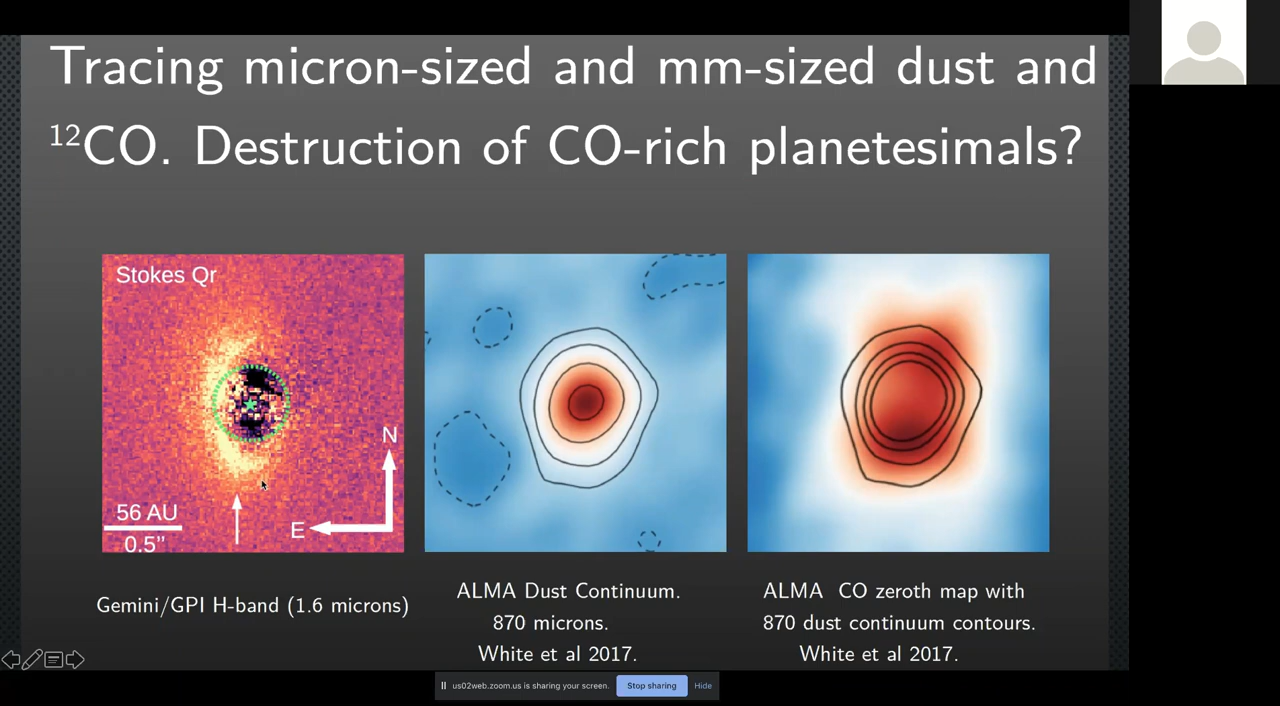 Tracing micron-sized and mm-sized dust and
¹²CO. Destruction of CO-rich planetesimals?
Stokes Qr
N
E
56 AU
0.5"
Gemini/GPI H-band (1.6 microns)
ALMA Dust Continuum.
870 microns.
White et al 2017.
ALMA CO zeroth map with
870 dust continuum contours.
White et al 2017.
us02web.zoom.us is sharing your screen. Stop sharing Hide